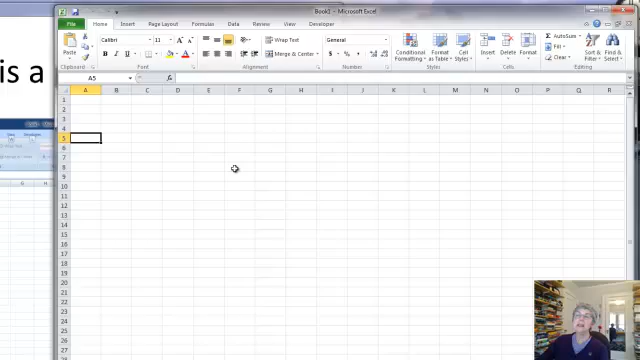 Book1 - Microsoft Excel
File Home Insert Page Layout Formulas Data Review View Developer
is a
Paste
Calibri 11
Wrap Text
General
Merge & Center
Conditional Formatting
Format as Table
Cell Styles
Insert Delete Format
AutoSum
Fill
Clear
Sort & Filter
Find & Select
Clipboard Font Alignment Number Styles Cells Editing
A5
fx
A B C D E F G H I J K L M N O P Q R
1
2
3
4
5
6
7
8
9
10
11
12
13
14
15
16
17
18
19
20
21
22
23
24
25
26
27
28